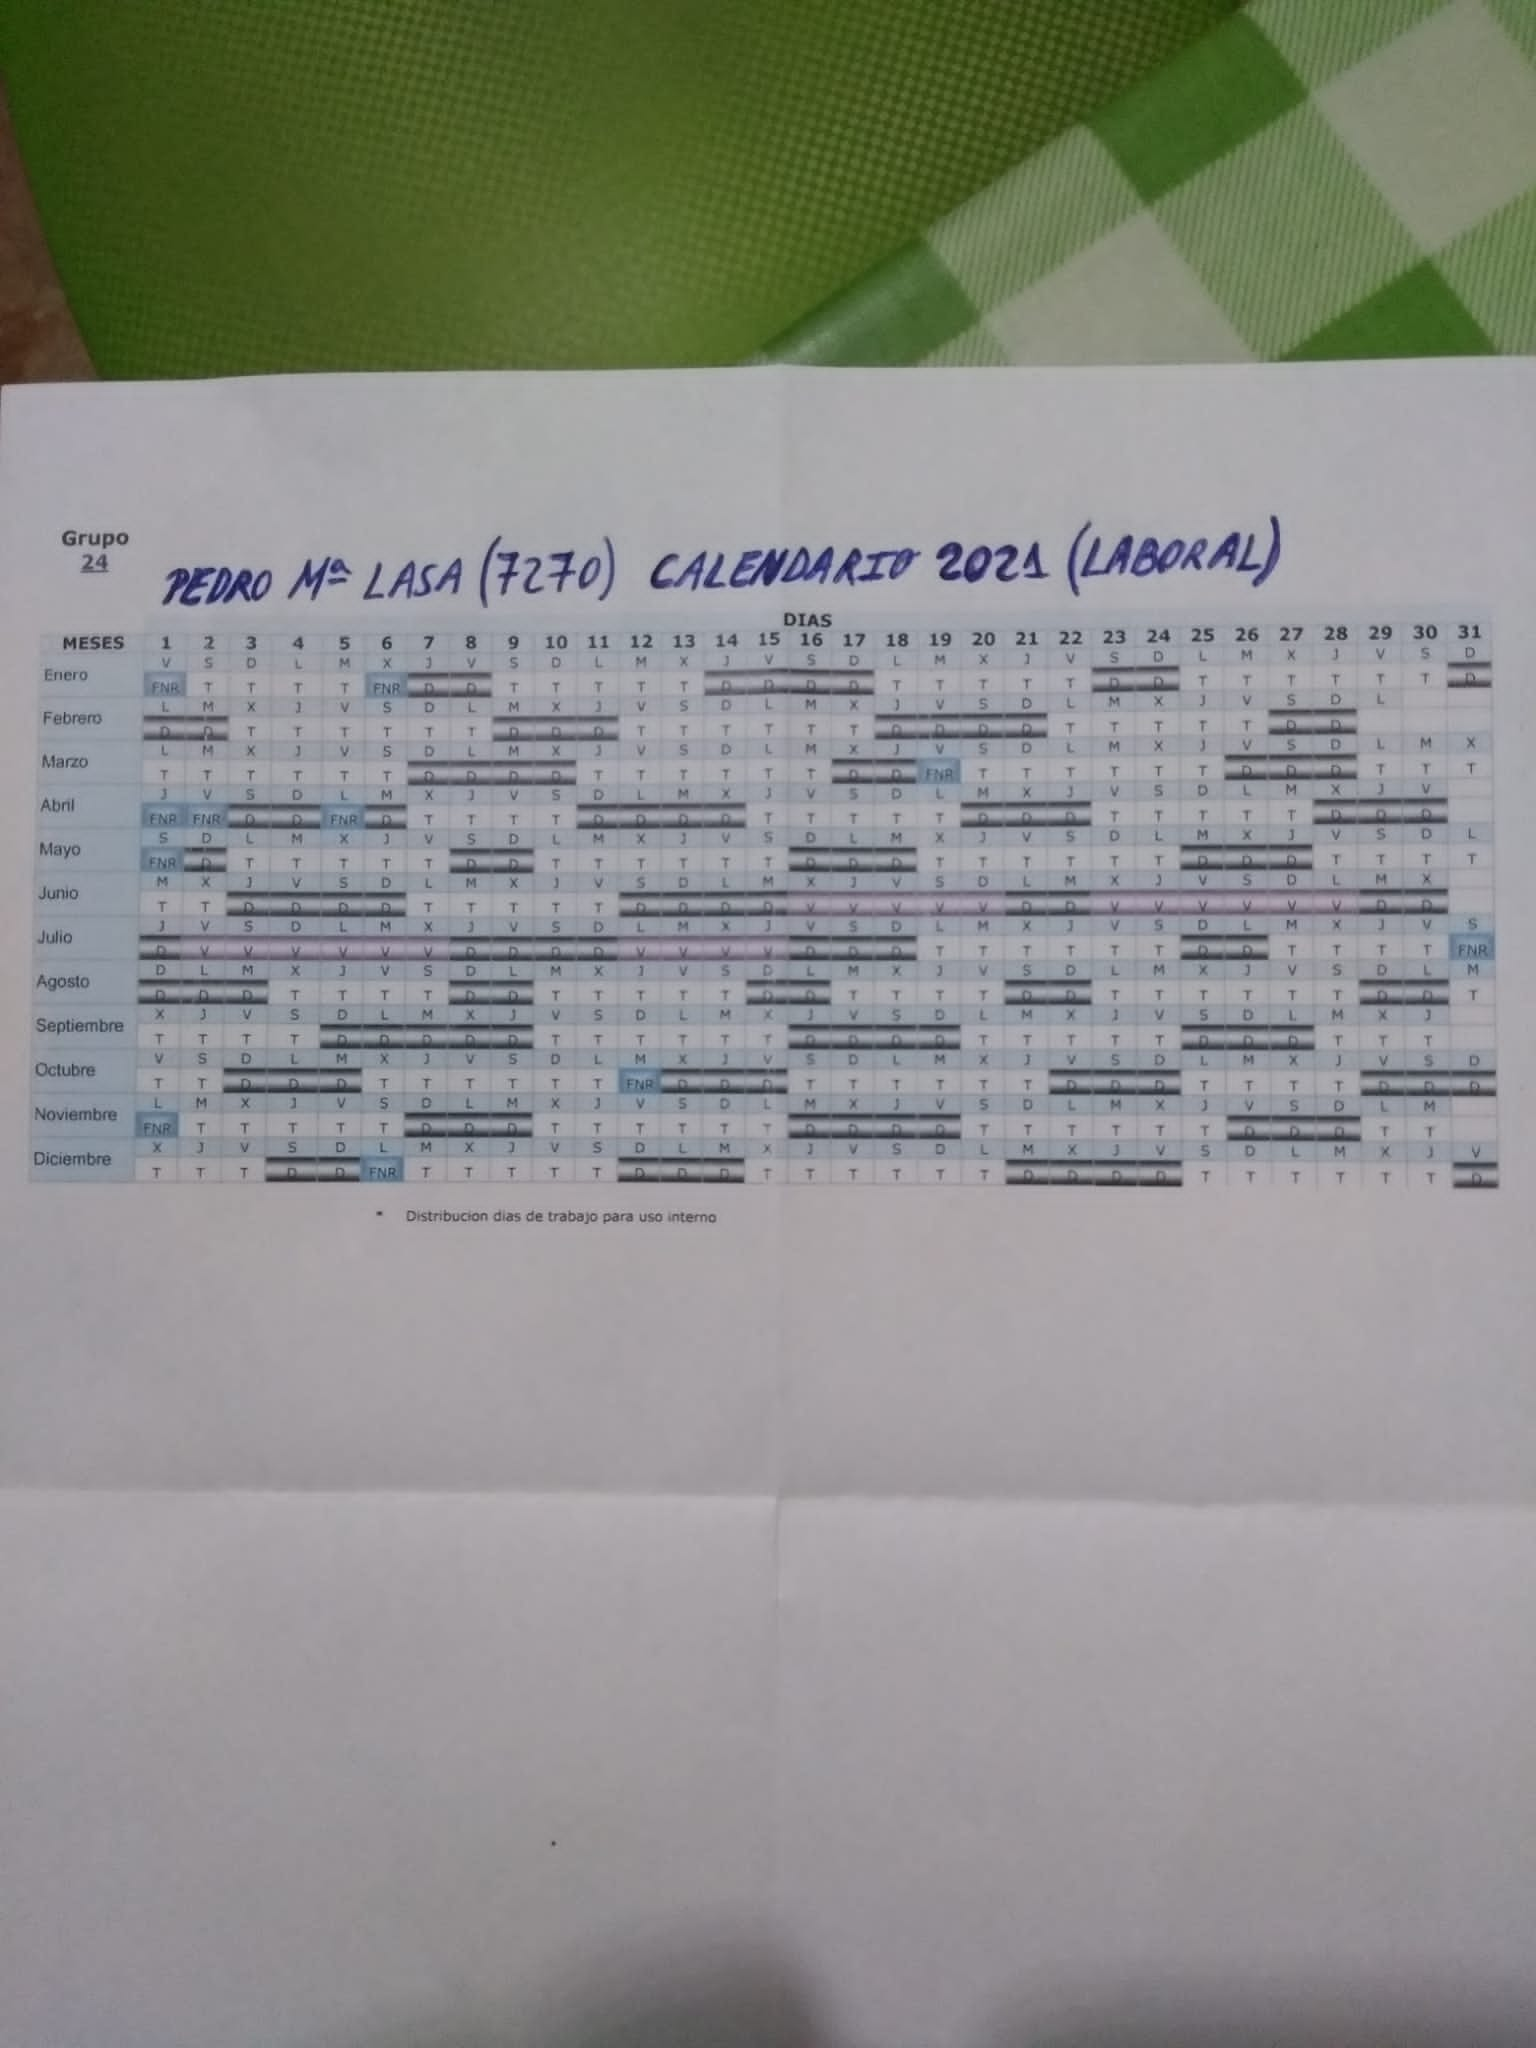 Grupo
24
PEDRO Mª LASA (7270) CALENDARIO 2021 (LABORAL)
DIAS
MESES 1 2 3 4 5 6 7 8 9 10 11 12 13 14 15 16 17 18 19 20 21 22 23 24 25 26 27 28 29 30 31
V S D L M X J V S D L M X J V S D L M X J V S D L M X J V S D
Enero FNR T T T T FNR D D T T T T T D D D D T T T T T D D T T T T T T D
L M X J V S D L M X J V S D L M X J V S D L M X J V S D L
Febrero D D T T T T T T D D D T T T T T T D D D D T T T T T D D
L M X J V S D L M X J V S D L M X J V S D L M X J V S D L M X
Marzo T T T T T T D D D D T T T T T T D D FNR T T T T T T D D D T T T
J V S D L M X J V S D L M X J V S D L M X J V S D L M X J V
Abril FNR FNR D D FNR D T T T T D D D D T T T T T D D D T T T T T D D D
S D L M X J V S D L M X J V S D L M X J V S D L M X J V S D L
Mayo FNR D T T T T T D D T T T T T T D D D T T T T T T D D D T T T T
M X J V S D L M X J V S D L M X J V S D L M X J V S D L M X
Junio T T D D D D T T T T T D D D D V V V V V D D V V V V V V D D
J V S D L M X J V S D L M X J V S D L M X J V S D L M X J V S
Julio D V V V V V V D D D D V V V V D D D T T T T T T D D T T T T FNR
D L M X J V S D L M X J V S D L M X J V S D L M X J V S D L M
Agosto D D D T T T T D D T T T T T D D T T T T D D T T T T T T D D T
X J V S D L M X J V S D L M X J V S D L M X J V S D L M X J
Septiembre T T T T D D D D D T T T T T T D D D D T T T T T D D D T T T
V S D L M X J V S D L M X J V S D L M X J V S D L M X J V S D
Octubre T T D D D T T T T T T FNR D D D T T T T T T D D D T T T T D D D
L M X J V S D L M X J V S D L M X J V S D L M X J V S D L M
Noviembre FNR T T T T T D D D T T T T T T D D D D T T T T T T D D D T T
X J V S D L M X J V S D L M X J V S D L M X J V S D L M X J V
Diciembre T T T D D FNR T T T T T D D D T T T T T T D D D D T T T T T T D
* Distribucion dias de trabajo para uso interno